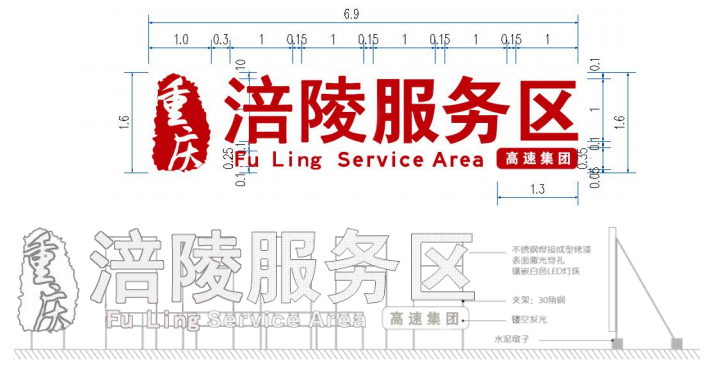 6.9
1.0 0.3 1 0.15 1 0.15 1 0.15 1 0.15 1
1.6
10
0.1
0.25
0.1
重庆
涪陵服务区
Fu Ling Service Area
高速集团
0.1
1
0.1
0.35
0.05
1.6
1.3
重庆
涪陵服务区
Fu Ling Service Area
高速集团
不锈钢焊接成型烤漆
表面激光穿孔
镶嵌白色LED灯珠
支架：30角钢
镂空发光
水泥墩子